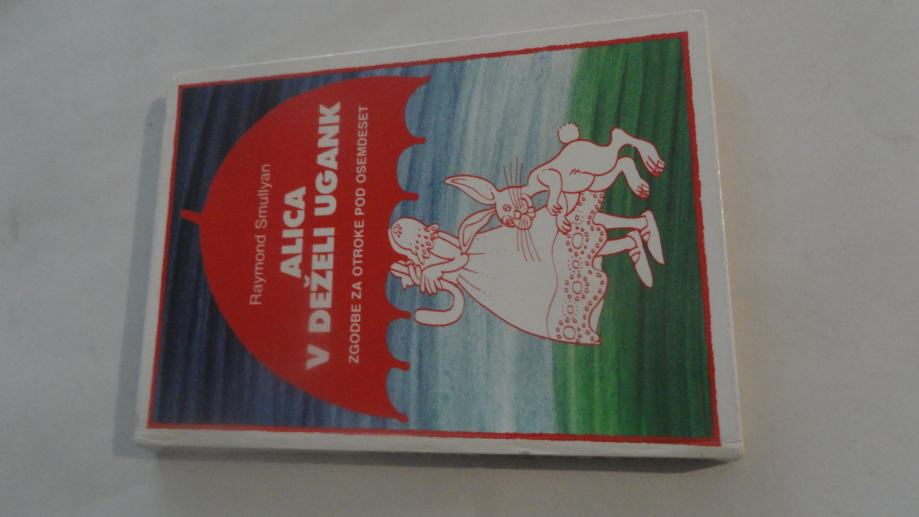 Raymond Smullyan
ALICA
V DEŽELI UGANK
ZGODBE ZA OTROKE POD OSEMDESET